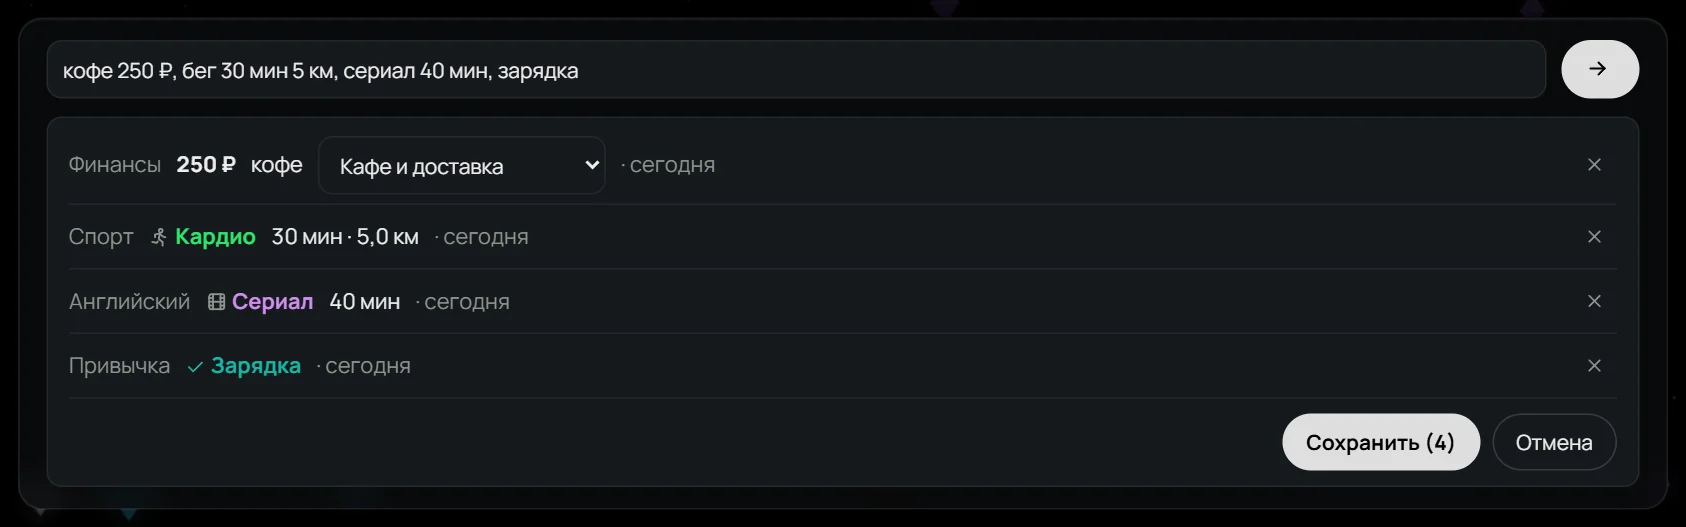 кофе 250 ₽, бег 30 мин 5 км, сериал 40 мин, зарядка
→
Финансы 250 ₽ кофе Кафе и доставка · сегодня ×
Спорт Кардио 30 мин · 5,0 км · сегодня ×
Английский Сериал 40 мин · сегодня ×
Привычка ✓ Зарядка · сегодня ×
Сохранить (4) Отмена